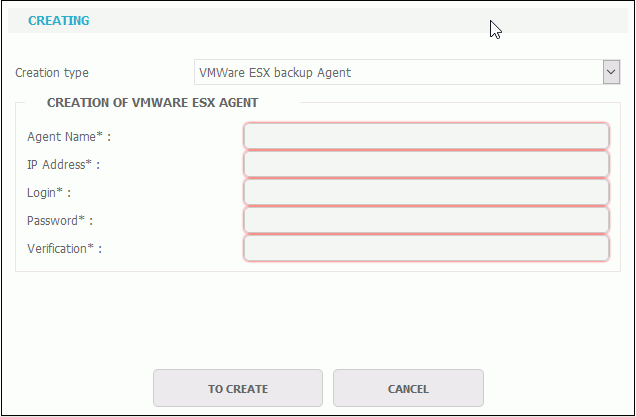 CREATING
Creation type VMWare ESX backup Agent
CREATION OF VMWARE ESX AGENT
Agent Name* :
IP Address* :
Login* :
Password* :
Verification* :
TO CREATE CANCEL